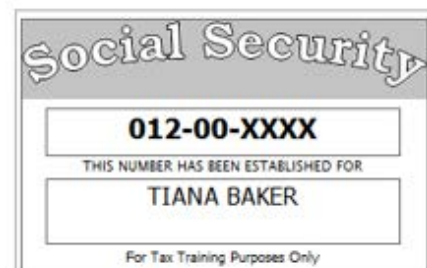 Social Security
012-00-XXXX
THIS NUMBER HAS BEEN ESTABLISHED FOR
TIANA BAKER
For Tax Training Purposes Only